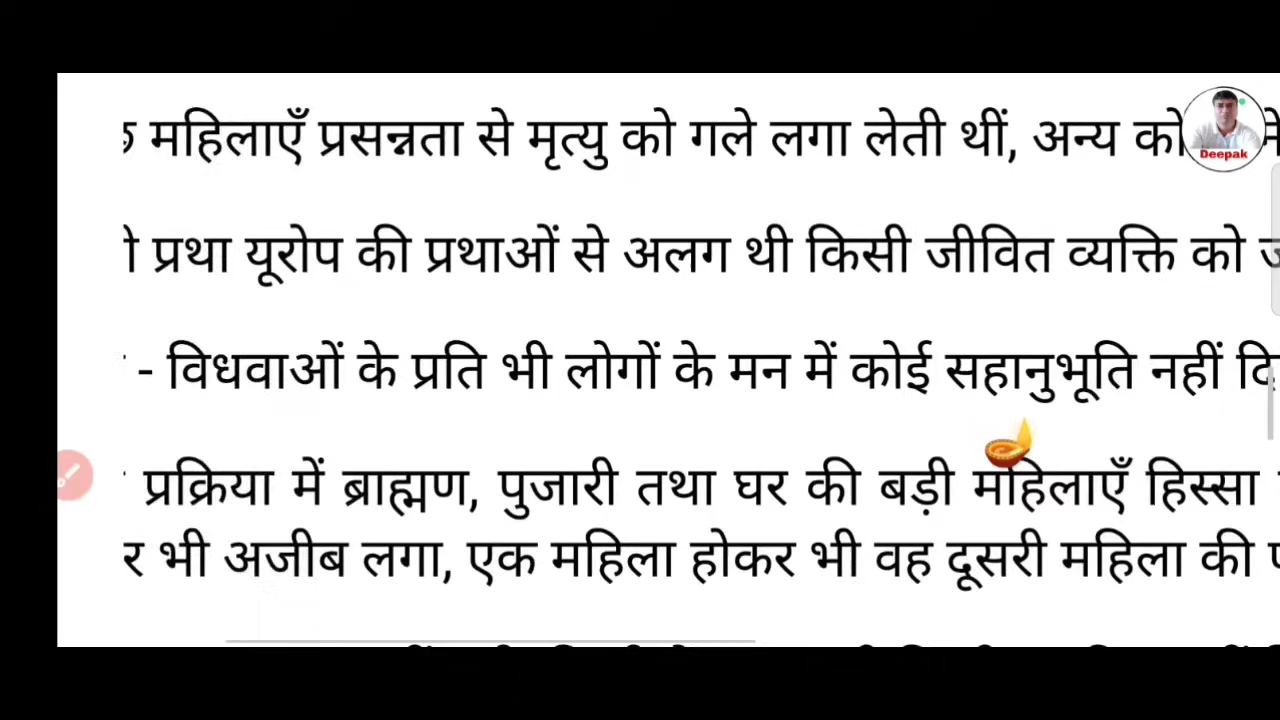 महिलाएँ प्रसन्नता से मृत्यु को गले लगा लेती थीं, अन्य को
Deepak
प्रथा यूरोप की प्रथाओं से अलग थी किसी जीवित व्यक्ति को
- विधवाओं के प्रति भी लोगों के मन में कोई सहानुभूति नहीं
प्रक्रिया में ब्राह्मण, पुजारी तथा घर की बड़ी महिलाएँ हिस्सा
र भी अजीब लगा, एक महिला होकर भी वह दूसरी महिला की